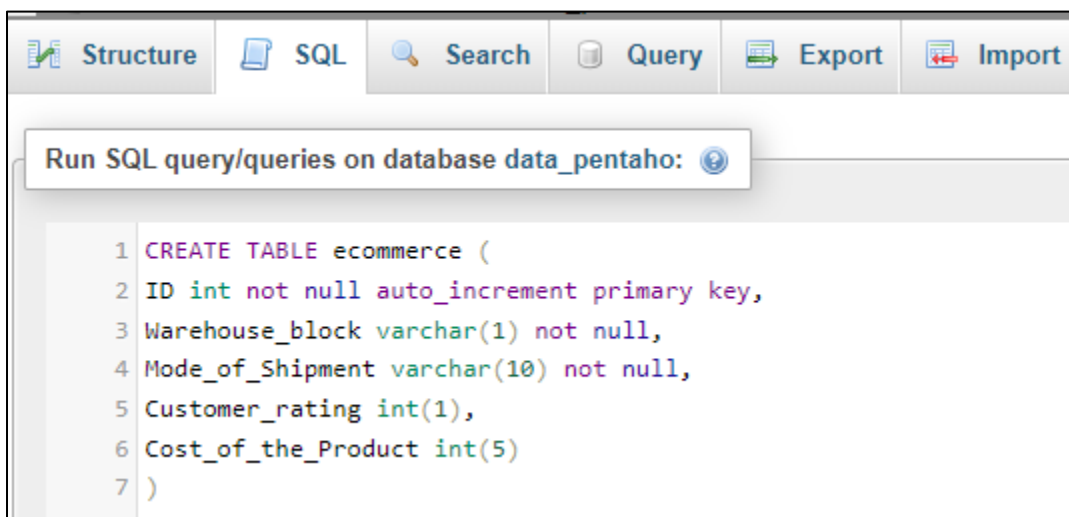 Structure SQL Search Query Export Import
Run SQL query/queries on database data_pentaho:
1 CREATE TABLE ecommerce (
2 ID int not null auto_increment primary key,
3 Warehouse_block varchar(1) not null,
4 Mode_of_Shipment varchar(10) not null,
5 Customer_rating int(1),
6 Cost_of_the_Product int(5)
7 )